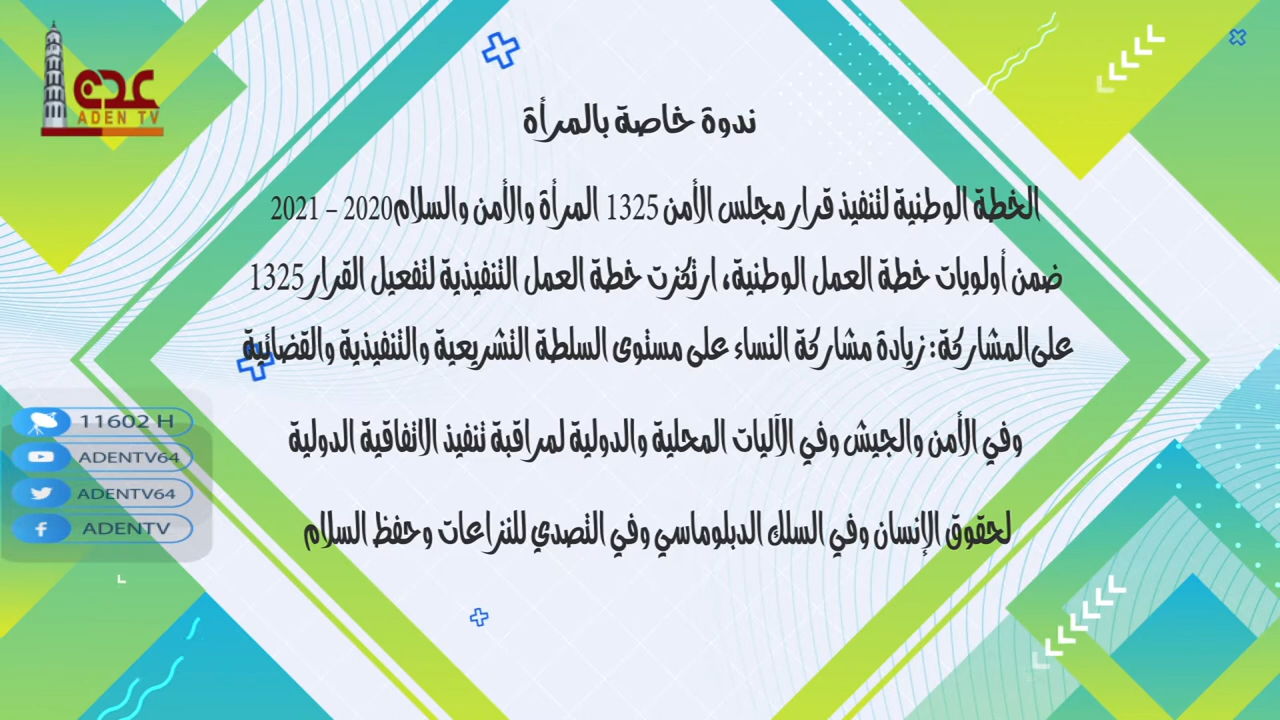 عدن
ADEN TV
ندوة خاصة بالمرأة
الخطة الوطنية لتنفيذ قرار مجلس الأمن 1325 المرأة والأمن والسلام2020 – 2021
ضمن أولويات خطة العمل الوطنية، ارتكزت خطة العمل التنفيذية لتفعيل القرار 1325
على المشاركة: زيادة مشاركة النساء على مستوى السلطة التشريعية والتنفيذية والقضائية
وفي الأمن والجيش وفي الآليات المحلية والدولية لمراقبة تنفيذ الاتفاقية الدولية
لحقوق الإنسان وفي السلك الدبلوماسي وفي التصدي للنزاعات وحفظ السلام
11602 H
ADENTV64
ADENTV64
ADENTV